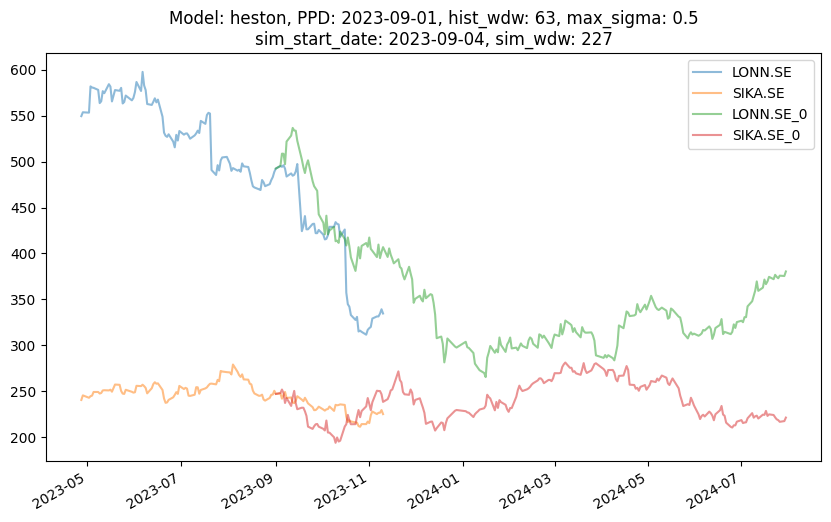 Model: heston, PPD: 2023-09-01, hist_wdw: 63, max_sigma: 0.5
sim_start_date: 2023-09-04, sim_wdw: 227
LONN.SE
SIKA.SE
LONN.SE_0
SIKA.SE_0
600
550
500
450
400
350
300
250
200
2023-05
2023-07
2023-09
2023-11
2024-01
2024-03
2024-05
2024-07